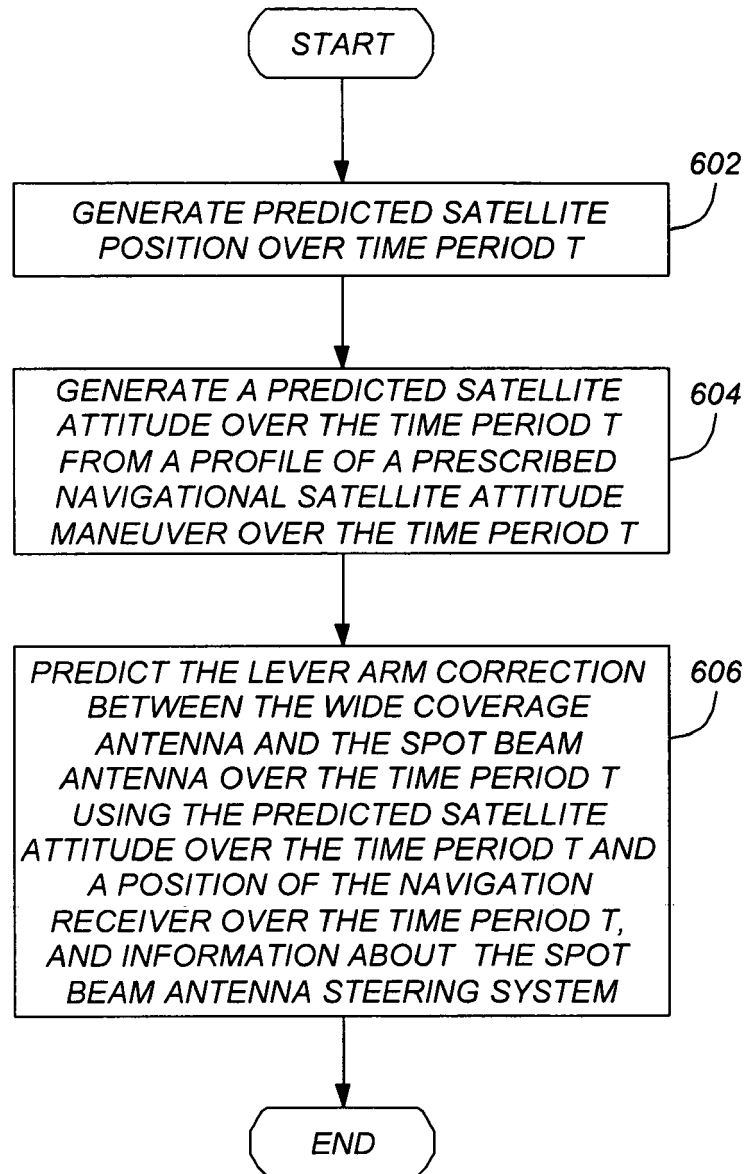 START
602
GENERATE PREDICTED SATELLITE
POSITION OVER TIME PERIOD T
GENERATE A PREDICTED SATELLITE
ATTITUDE OVER THE TIME PERIOD T
FROM A PROFILE OF A PRESCRIBED
NAVIGATIONAL SATELLITE ATTITUDE
MANEUVER OVER THE TIME PERIOD T
604
PREDICT THE LEVER ARM CORRECTION
BETWEEN THE WIDE COVERAGE
ANTENNA AND THE SPOT BEAM
ANTENNA OVER THE TIME PERIOD T
USING THE PREDICTED SATELLITE
ATTITUDE OVER THE TIME PERIOD T AND
A POSITION OF THE NAVIGATION
RECEIVER OVER THE TIME PERIOD T,
AND INFORMATION ABOUT THE SPOT
BEAM ANTENNA STEERING SYSTEM
606
END